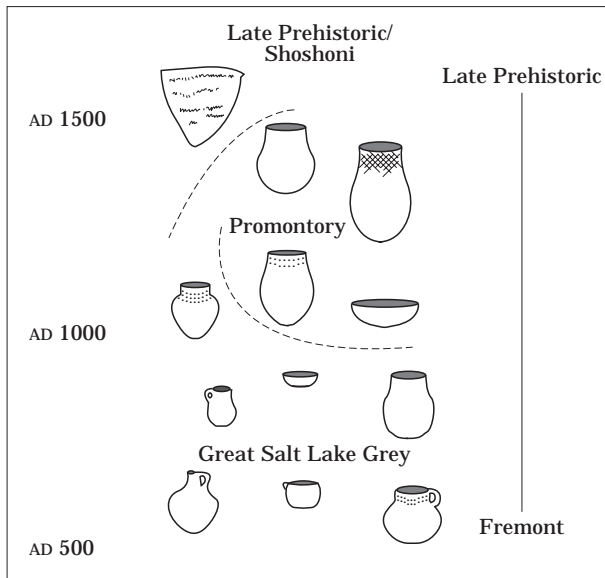 Late Prehistoric/
Shoshoni
Late Prehistoric
AD 1500
Promontory
AD 1000
Great Salt Lake Grey
Fremont
AD 500